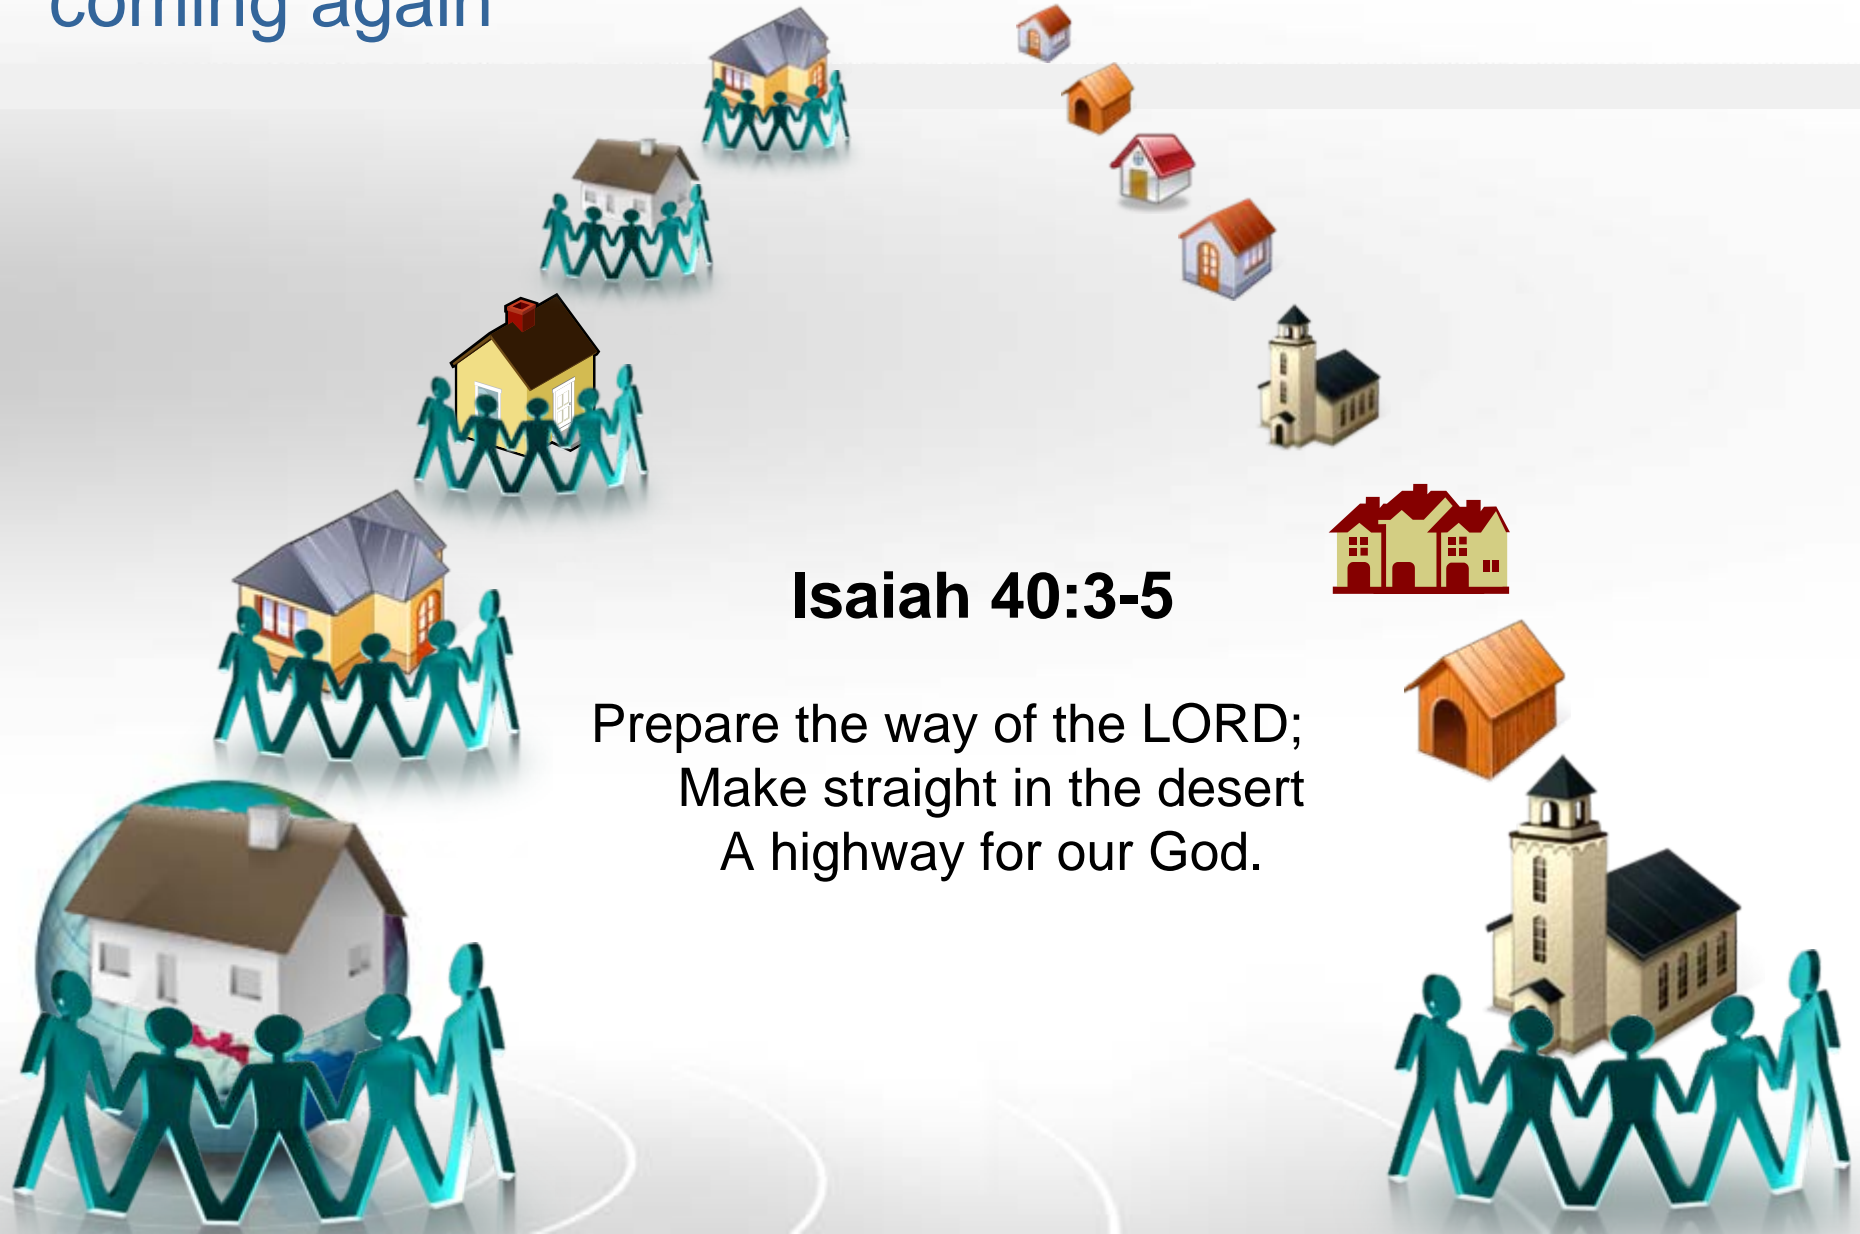 coming again
Isaiah 40:3-5
Prepare the way of the LORD;
Make straight in the desert
A highway for our God.